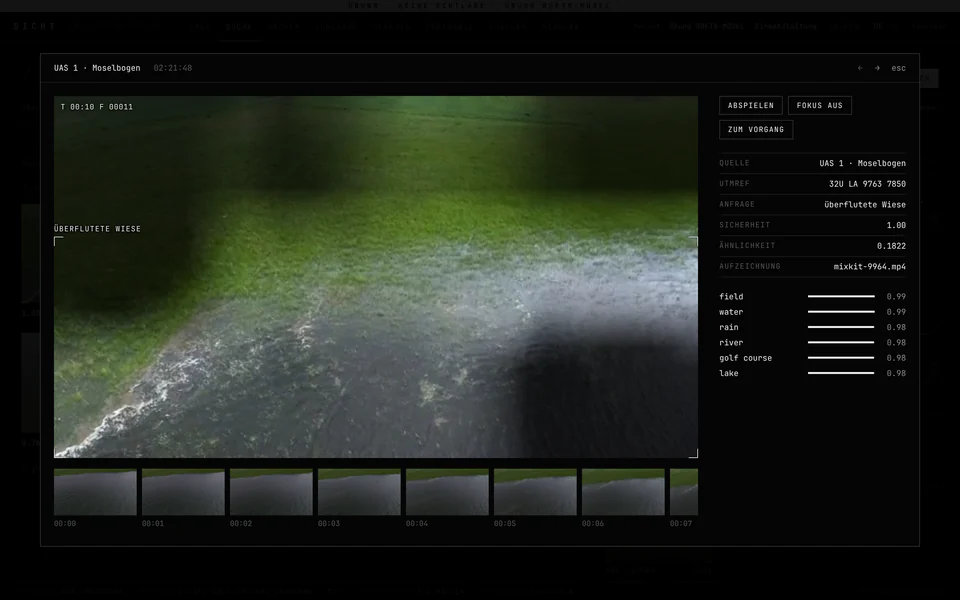 SICHT
UAS 1 · Moselbogen 02:21:48
← → esc
T 00:10 F 00011
ÜBERFLUTETE WIESE
ABSPIELEN FOKUS AUS
ZUM VORGANG
QUELLE UAS 1 · Moselbogen
UTMREF 32U LA 9763 7850
ANFRAGE überflutete Wiese
SICHERHEIT 1.00
ÄHNLICHKEIT 0.1822
AUFZEICHNUNG mixkit-9964.mp4
field 0.99
water 0.99
rain 0.98
river 0.98
golf course 0.98
lake 0.98
00:00 00:01 00:02 00:03 00:04 00:05 00:06 00:07